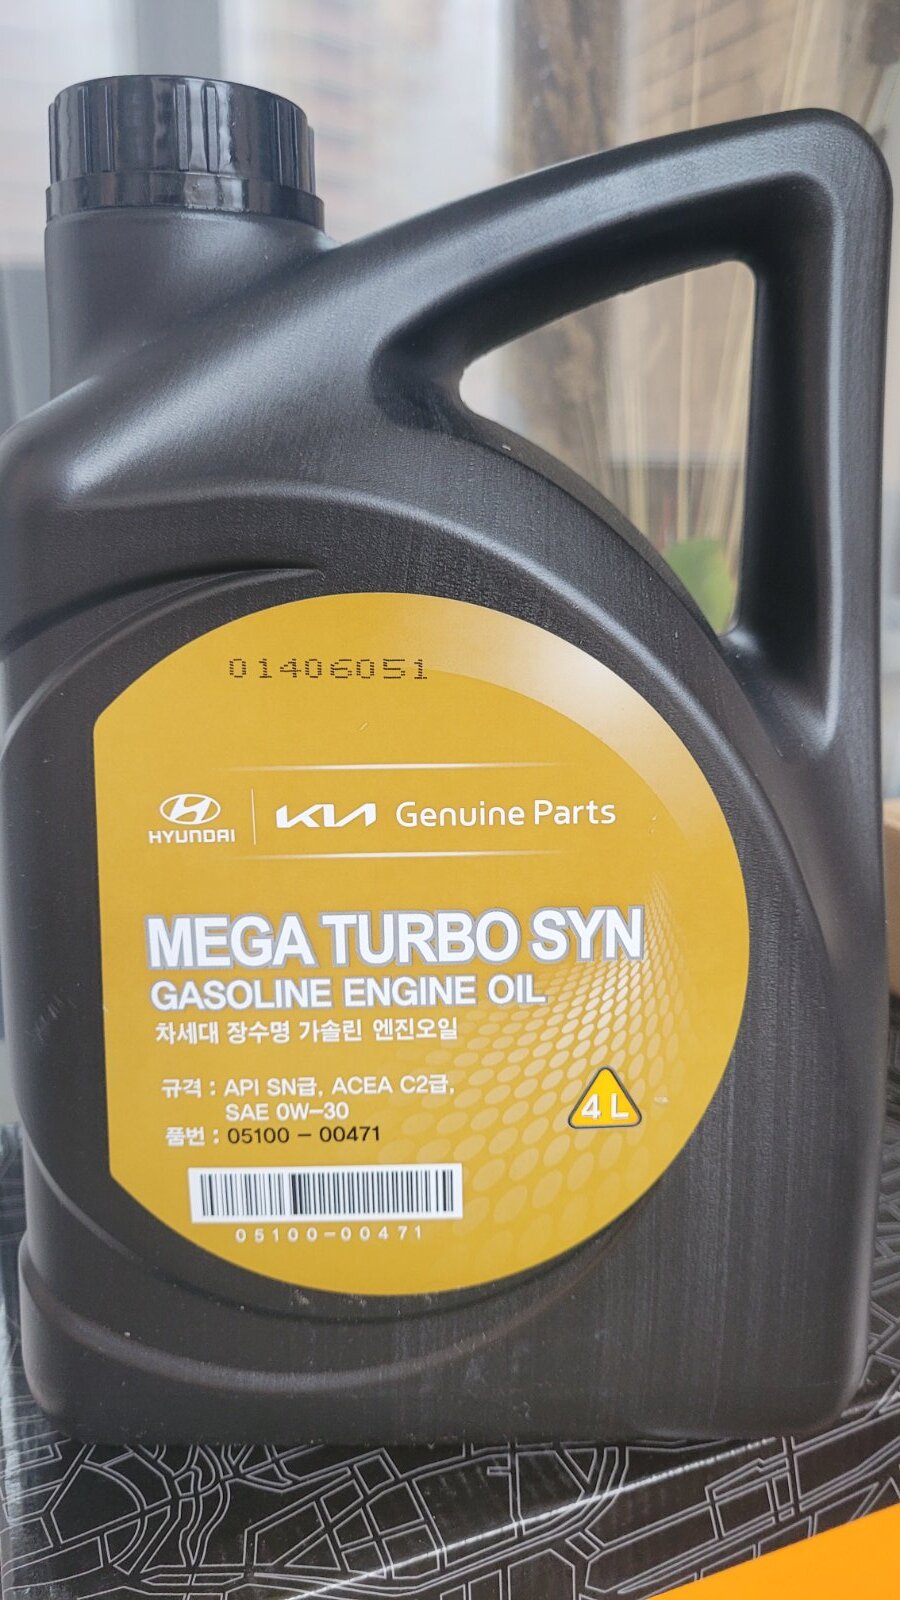 01406051
HYUNDAI KIA Genuine Parts
MEGA TURBO SYN
GASOLINE ENGINE OIL
차세대 장수명 가솔린 엔진오일
규격 : API SN급, ACEA C2급,
SAE 0W-30
4 L
품번 : 05100 - 00471
05100-00471